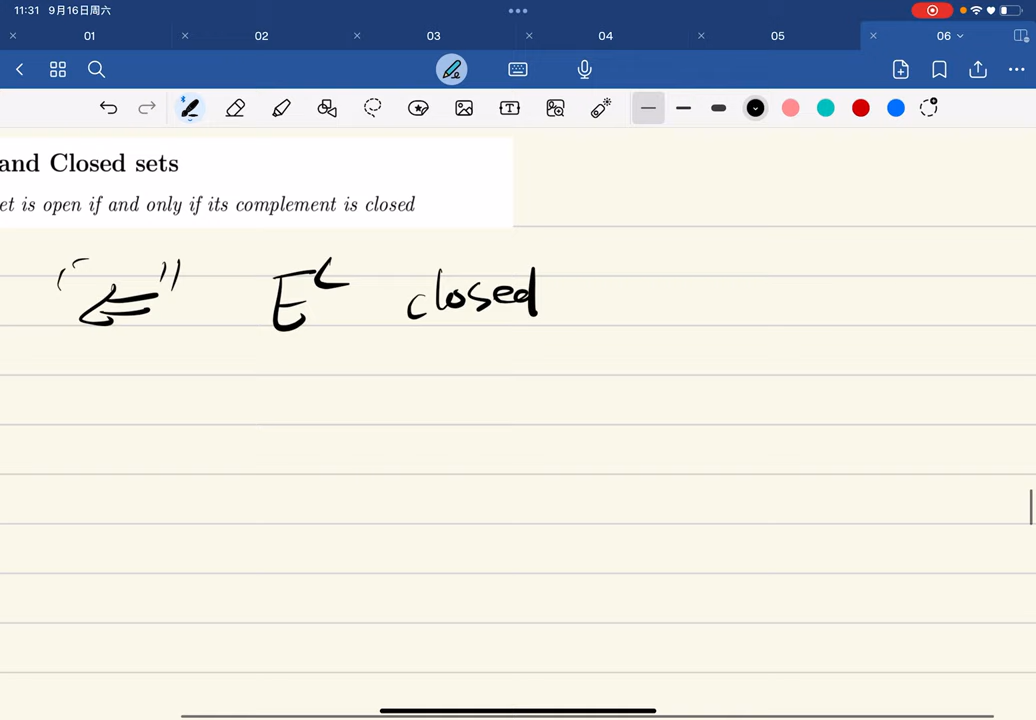 11:31 9月16日周六
01 02 03 04 05 06
and Closed sets
et is open if and only if its complement is closed
"⇐" E^c closed